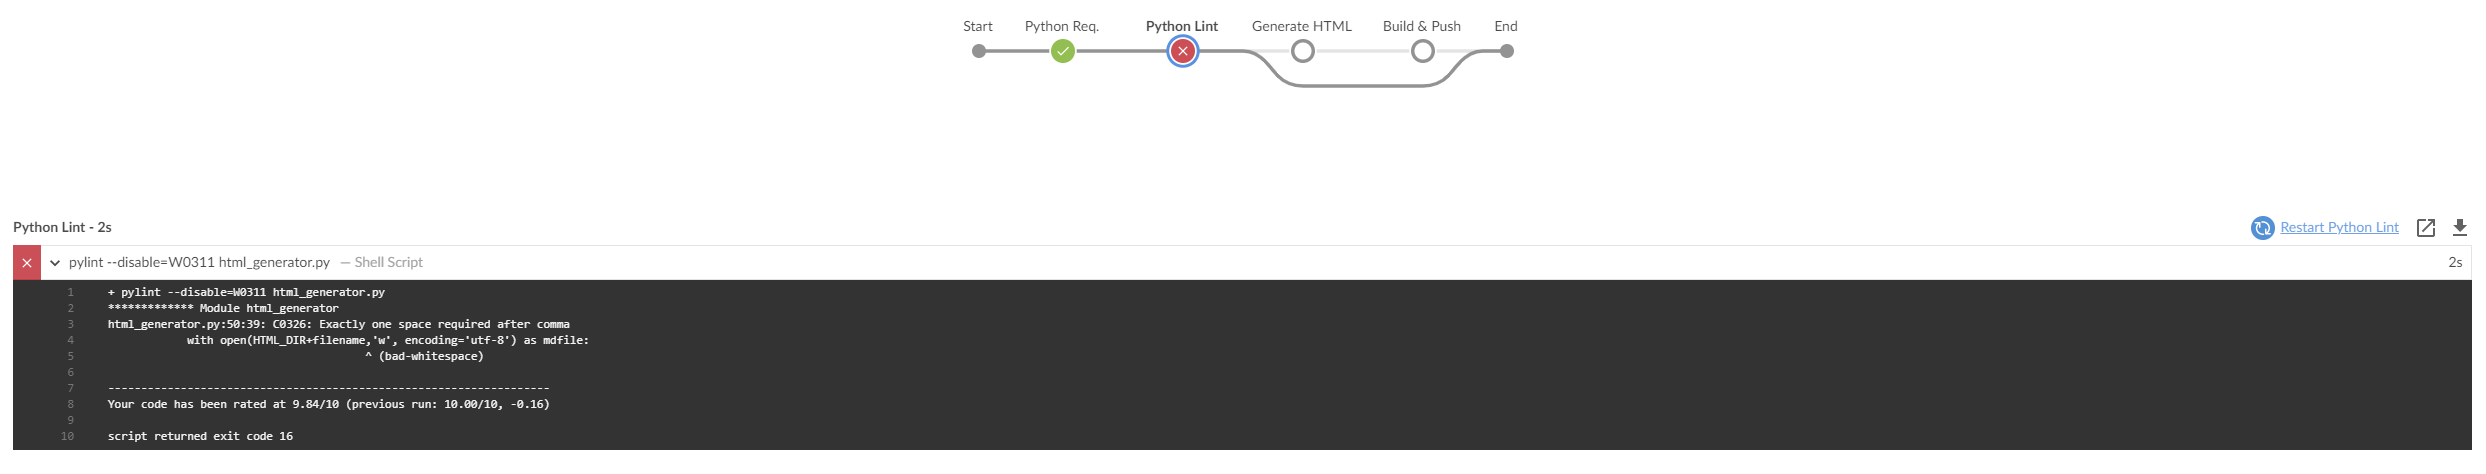 Start Python Req. Python Lint Generate HTML Build & Push End
Python Lint - 2s Restart Python Lint
pylint --disable=W0311 html_generator.py — Shell Script 2s
1 + pylint --disable=W0311 html_generator.py
2 ************* Module html_generator
3 html_generator.py:50:39: C0326: Exactly one space required after comma
4 with open(HTML_DIR+filename,'w', encoding='utf-8') as mdfile:
5 ^ (bad-whitespace)
6
7 -------------------------------------------------------------------
8 Your code has been rated at 9.84/10 (previous run: 10.00/10, -0.16)
9
10 script returned exit code 16